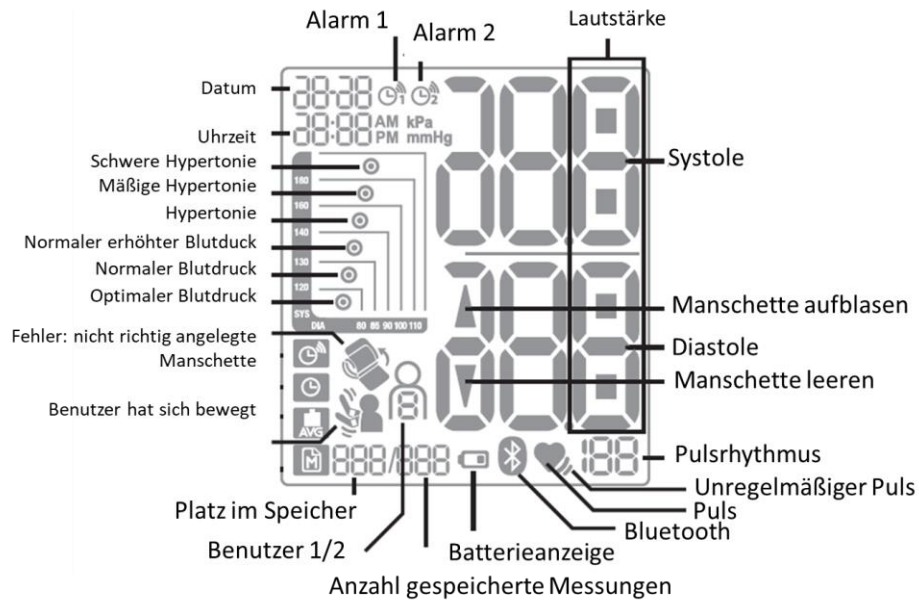 Alarm 1
Alarm 2
Lautstärke
Datum
Uhrzeit
AM kPa
PM mmHg
Schwere Hypertonie
Mäßige Hypertonie
Hypertonie
Normaler erhöhter Blutduck
Normaler Blutdruck
Optimaler Blutdruck
180
160
140
130
120
SYS
DIA 80 85 90 100 110
Systole
Manschette aufblasen
Diastole
Manschette leeren
Fehler: nicht richtig angelegte
Manschette
Benutzer hat sich bewegt
AVG
M
Pulsrhythmus
Unregelmäßiger Puls
Puls
Bluetooth
Platz im Speicher
Benutzer 1/2
Batterieanzeige
Anzahl gespeicherte Messungen